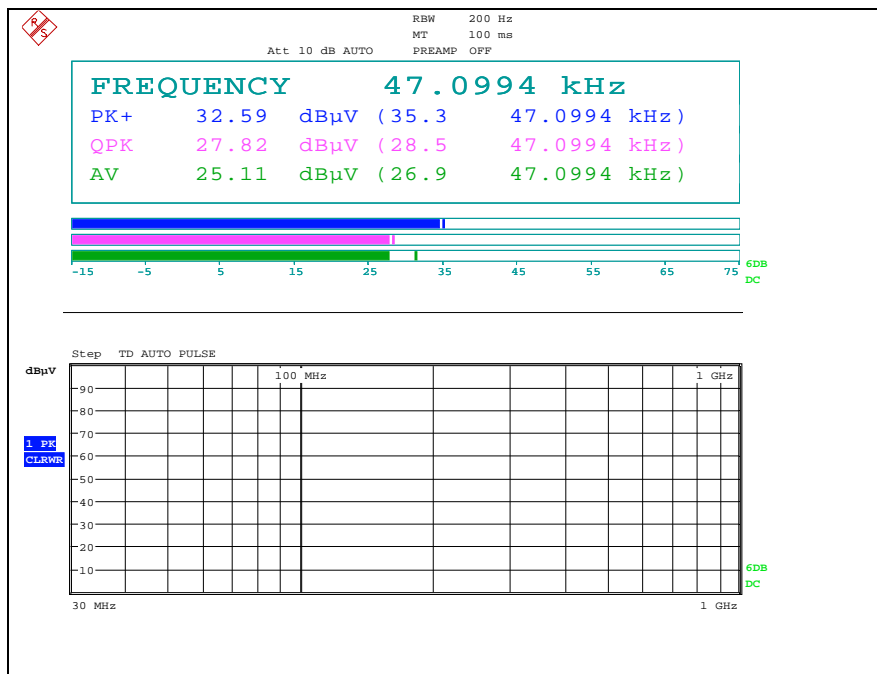 R S
RBW 200 Hz
MT 100 ms
Att 10 dB AUTO PREAMP OFF
FREQUENCY 47.0994 kHz
PK+ 32.59 dBµV (35.3 47.0994 kHz)
QPK 27.82 dBµV (28.5 47.0994 kHz)
AV 25.11 dBµV (26.9 47.0994 kHz)
-15 -5 5 15 25 35 45 55 65 75
6DB
DC
Step TD AUTO PULSE
dBµV
100 MHz 1 GHz
90
80
70
1 PK
CLRWR
60
50
40
30
20
10
6DB
DC
30 MHz 1 GHz